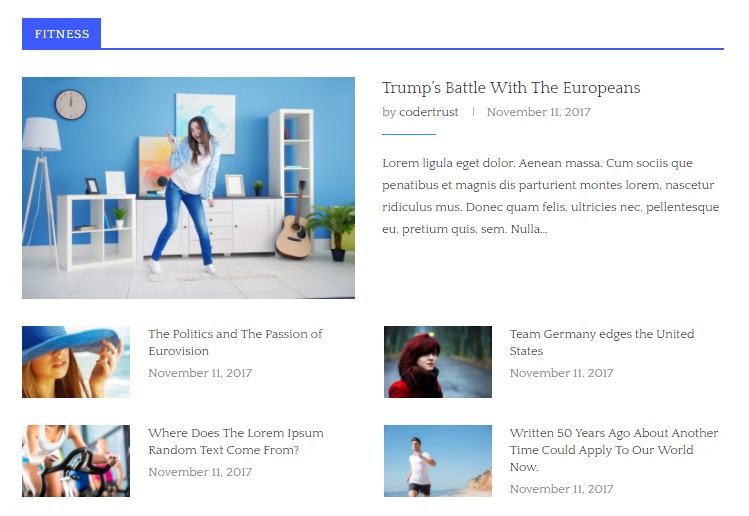 FITNESS
Trump's Battle With The Europeans
by codertrust | November 11, 2017
Lorem ligula eget dolor. Aenean massa. Cum sociis que
penatibus et magnis dis parturient montes lorem, nascetur
ridiculus mus. Donec quam felis, ultricies nec, pellentesque
eu, pretium quis, sem. Nulla...
The Politics and The Passion of
Eurovision
November 11, 2017
Team Germany edges the United
States
November 11, 2017
Where Does The Lorem Ipsum
Random Text Come From?
November 11, 2017
Written 50 Years Ago About Another
Time Could Apply To Our World
Now.
November 11, 2017